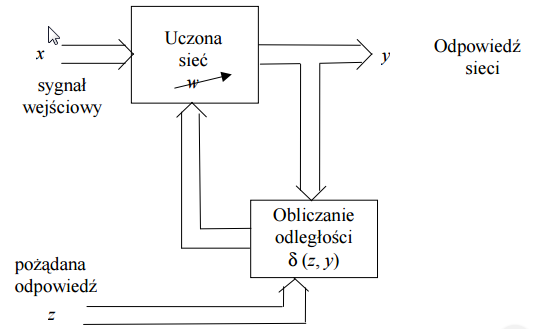 x
sygnał
wejściowy
Uczona
sieć
w
y
Odpowiedź
sieci
Obliczanie
odległości
δ (z, y)
pożądana
odpowiedź
z